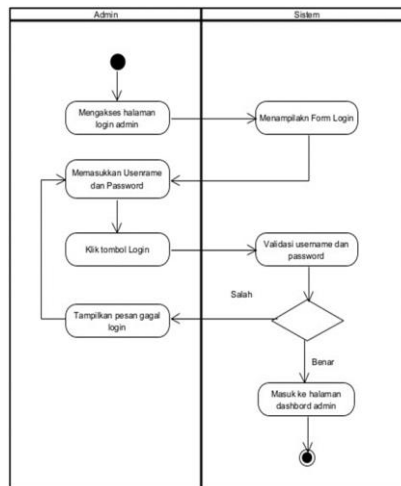 Admin
Sistem
Mengakses halaman
login admin
Menampilakn Form Login
Memasukkan Usenrame
dan Password
Klik tombol Login
Validasi username dan
password
Salah
Tampilkan pesan gagal
login
Benar
Masuk ke halaman
dashbord admin